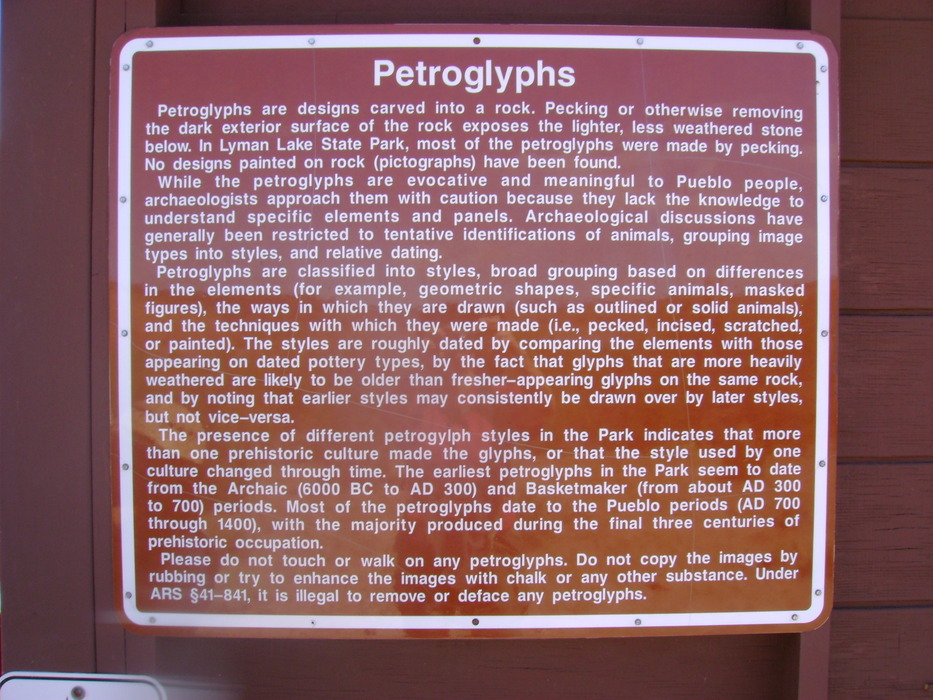 Petroglyphs
Petroglyphs are designs carved into a rock. Pecking or otherwise removing
the dark exterior surface of the rock exposes the lighter, less weathered stone
below. In Lyman Lake State Park, most of the petroglyphs were made by pecking.
No designs painted on rock (pictographs) have been found.
While the petroglyphs are evocative and meaningful to Pueblo people,
archaeologists approach them with caution because they lack the knowledge to
understand specific elements and panels. Archaeological discussions have
generally been restricted to tentative identifications of animals, grouping image
types into styles, and relative dating.
Petroglyphs are classified into styles, broad grouping based on differences
in the elements (for example, geometric shapes, specific animals, masked
figures), the ways in which they are drawn (such as outlined or solid animals),
and the techniques with which they were made (i.e., pecked, incised, scratched,
or painted). The styles are roughly dated by comparing the elements with those
appearing on dated pottery types, by the fact that glyphs that are more heavily
weathered are likely to be older than fresher–appearing glyphs on the same rock,
and by noting that earlier styles may consistently be drawn over by later styles,
but not vice–versa.
The presence of different petrogylph styles in the Park indicates that more
than one prehistoric culture made the glyphs, or that the style used by one
culture changed through time. The earliest petroglyphs in the Park seem to date
from the Archaic (6000 BC to AD 300) and Basketmaker (from about AD 300
to 700) periods. Most of the petroglyphs date to the Pueblo periods (AD 700
through 1400), with the majority produced during the final three centuries of
prehistoric occupation.
Please do not touch or walk on any petroglyphs. Do not copy the images by
rubbing or try to enhance the images with chalk or any other substance. Under
ARS §41–841, it is illegal to remove or deface any petroglyphs.